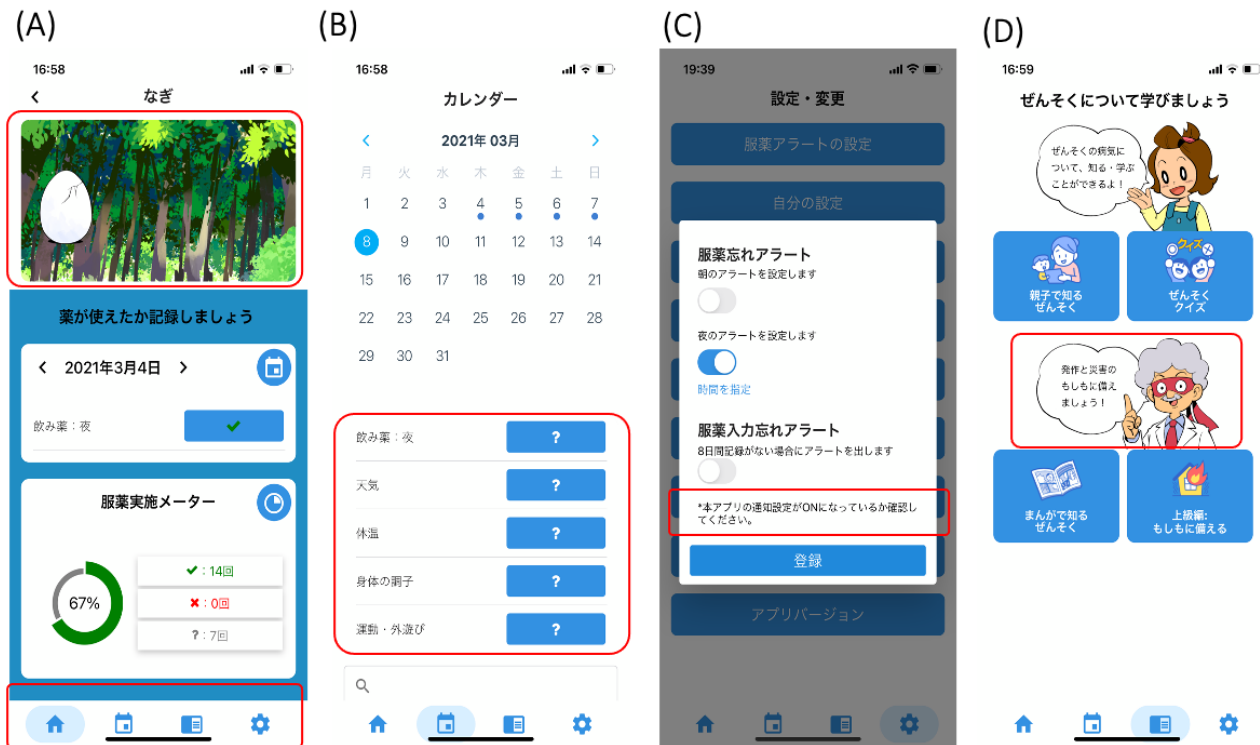 (A)
16:58
なぎ
薬が使えたか記録しましょう
2021年3月4日
飲み薬：夜
服薬実施メーター
67%
✔：14回
✖：0回
?：7回
(B)
16:58
カレンダー
2021年 03月
月 火 水 木 金 土 日
1 2 3 4 5 6 7
8 9 10 11 12 13 14
15 16 17 18 19 20 21
22 23 24 25 26 27 28
29 30 31
飲み薬：夜 ?
天気 ?
体温 ?
身体の調子 ?
運動・外遊び ?
(C)
19:39
設定・変更
服薬アラートの設定
自分の設定
服薬忘れアラート
朝のアラートを設定します
夜のアラートを設定します
時間を指定
服薬入力忘れアラート
8日間記録がない場合にアラートを出します
*本アプリの通知設定がONになっているか確認し
てください。
登録
アプリバージョン
(D)
16:59
ぜんそくについて学びましょう
ぜんそくの病気に
ついて、知る・学ぶ
ことができるよ！
親子で知る
ぜんそく
クイズ
ぜんそく
クイズ
発作と災害の
もしもに備え
ましょう！
まんがで知る
ぜんそく
上級編:
もしもに備える